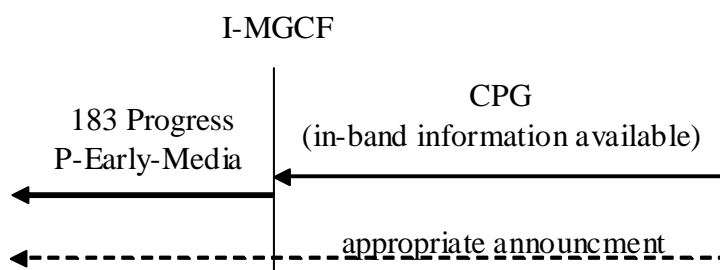 I-MGCF
183 Progress
P-Early-Media
CPG
(in-band information available)
appropriate announcment